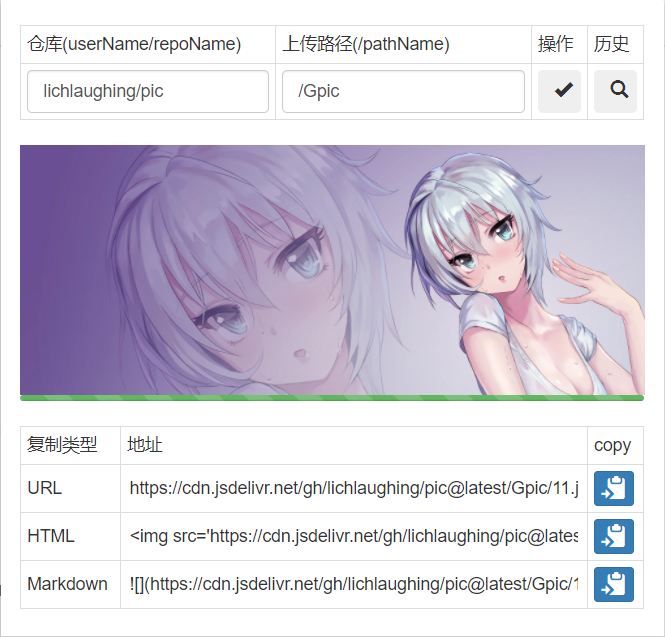 仓库(userName/repoName) 上传路径(/pathName) 操作 历史
lichlaughing/pic /Gpic
复制类型 地址 copy
URL https://cdn.jsdelivr.net/gh/lichlaughing/pic@latest/Gpic/11.j
HTML <img src='https://cdn.jsdelivr.net/gh/lichlaughing/pic@lates
Markdown ![](https://cdn.jsdelivr.net/gh/lichlaughing/pic@latest/Gpic/1